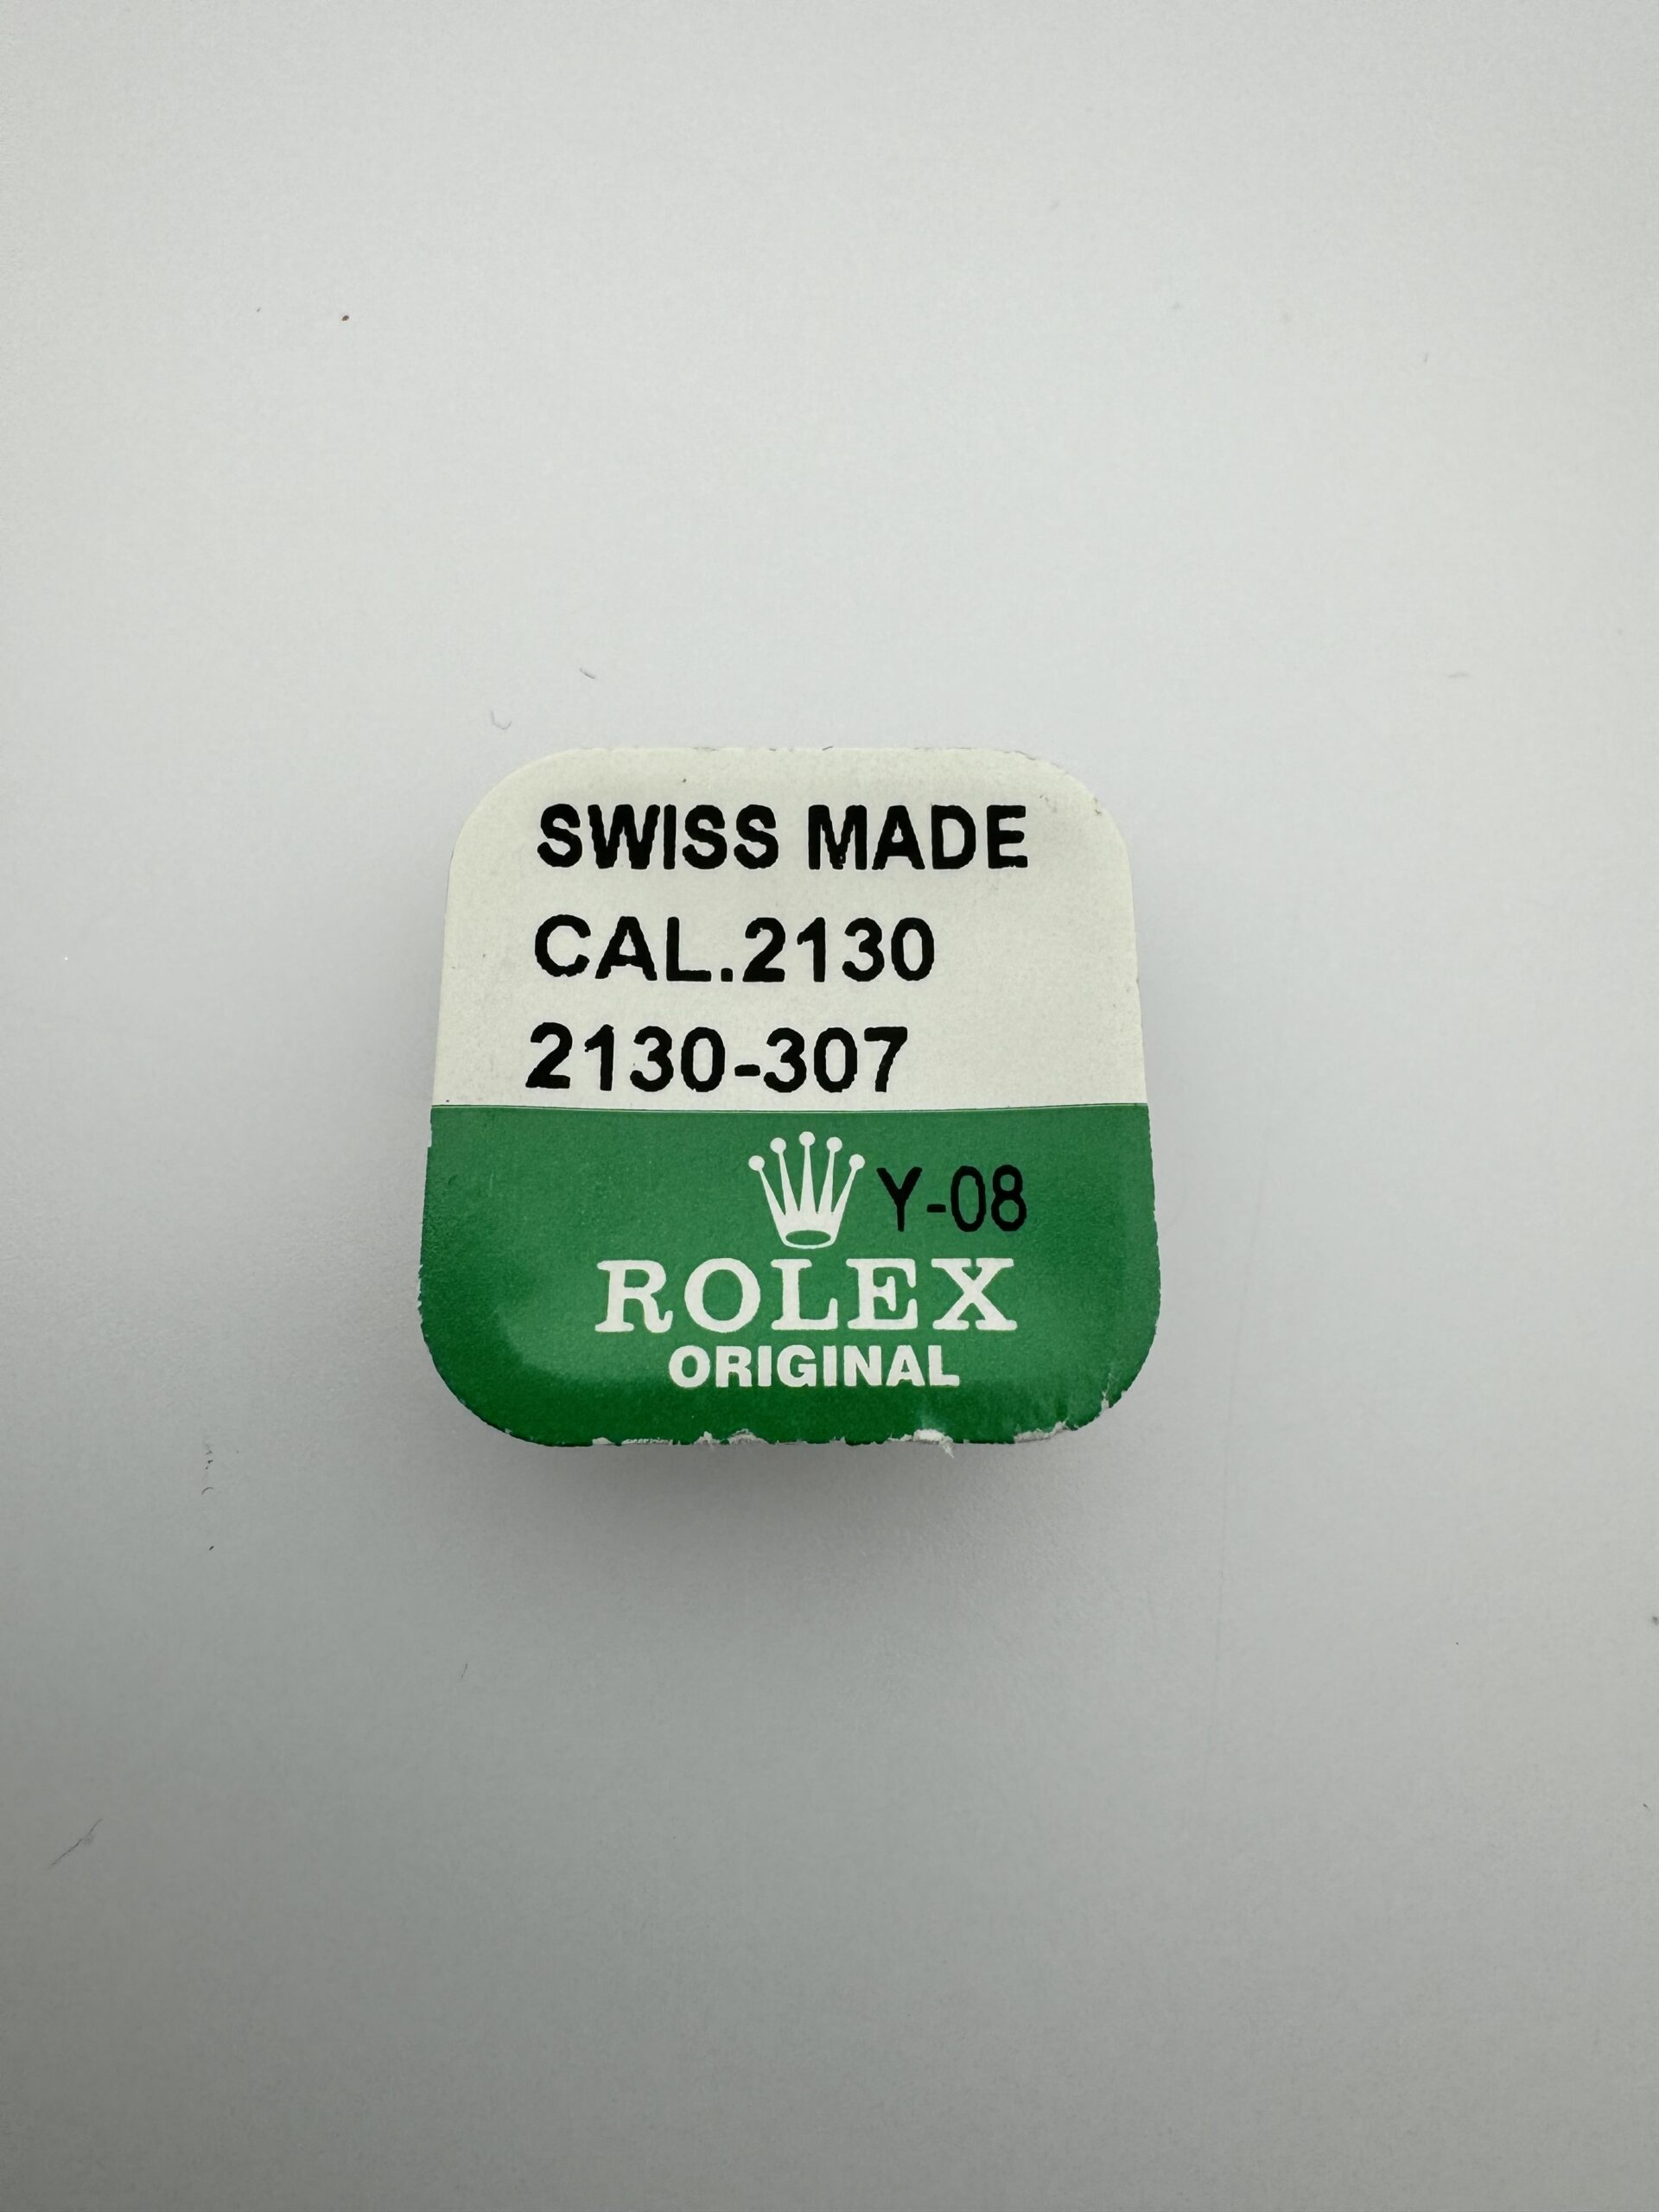 SWISS MADE
CAL.2130
2130-307
Y-08
ROLEX
ORIGINAL